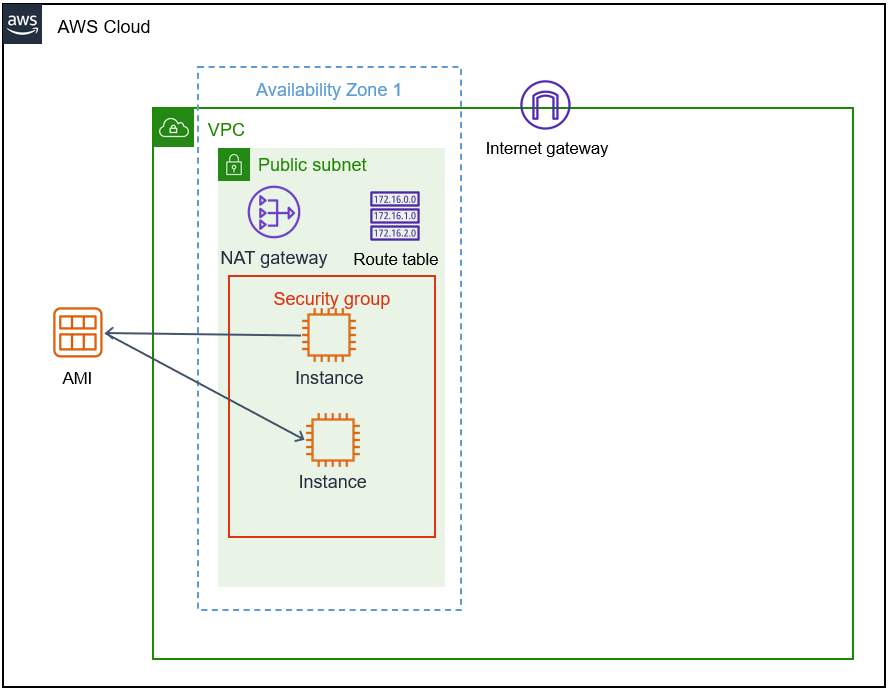 aws
AWS Cloud
Availability Zone 1
VPC
Internet gateway
Public subnet
172.16.0.0
172.16.1.0
172.16.2.0
NAT gateway
Route table
Security group
Instance
AMI
Instance